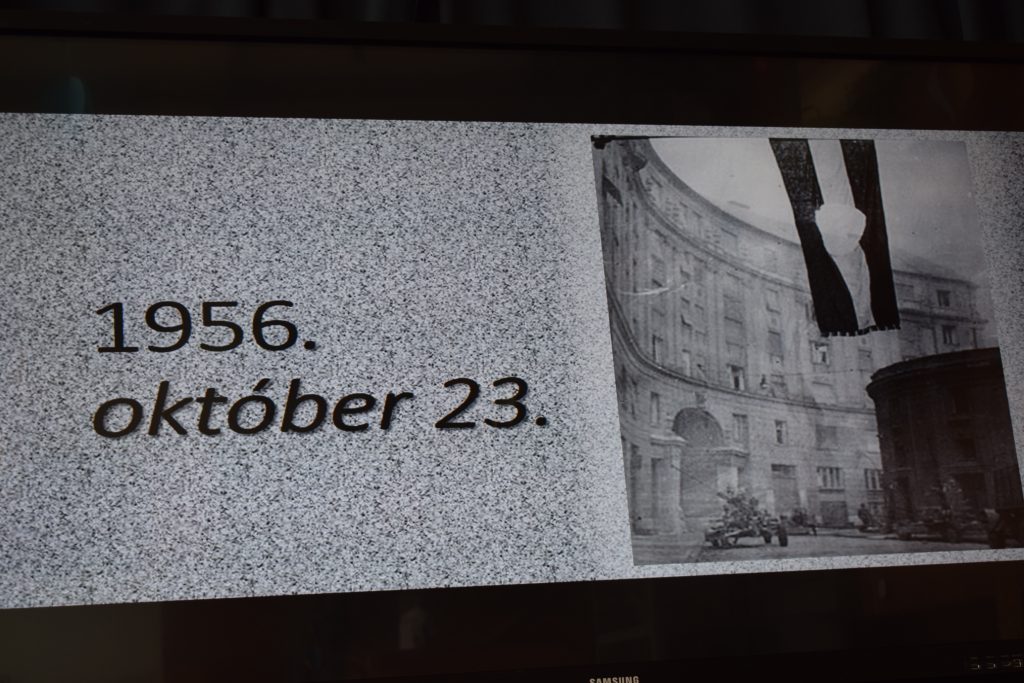 1956.
október 23.
SAMSUNG